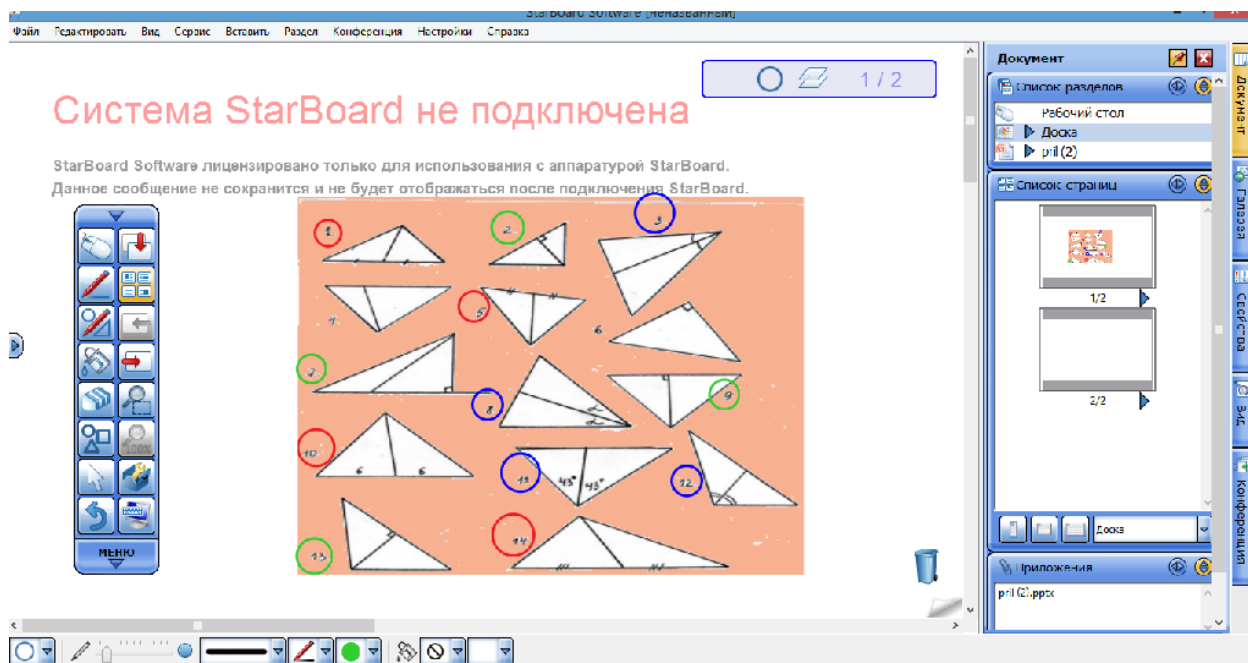 StarBoard Software [неназванный]
Файл Редактировать Вид Сервис Вставить Раздел Конференция Настройки Справка
1 / 2
Система StarBoard не подключена
StarBoard Software лицензировано только для использования с аппаратурой StarBoard.
Данное сообщение не сохранится и не будет отображаться после подключения StarBoard.
1.
2.
3
4.
5.
6
7.
8
9
10.
6 6
11
43° 43°
12.
13.
14.
МЕНЮ
100%
Документ
Список разделов
Рабочий стол
Доска
pril (2)
Список страниц
1/2
2/2
Доска
Приложения
pril (2).pptx
Документ
Галерея
Свойства
Вид
Конференция